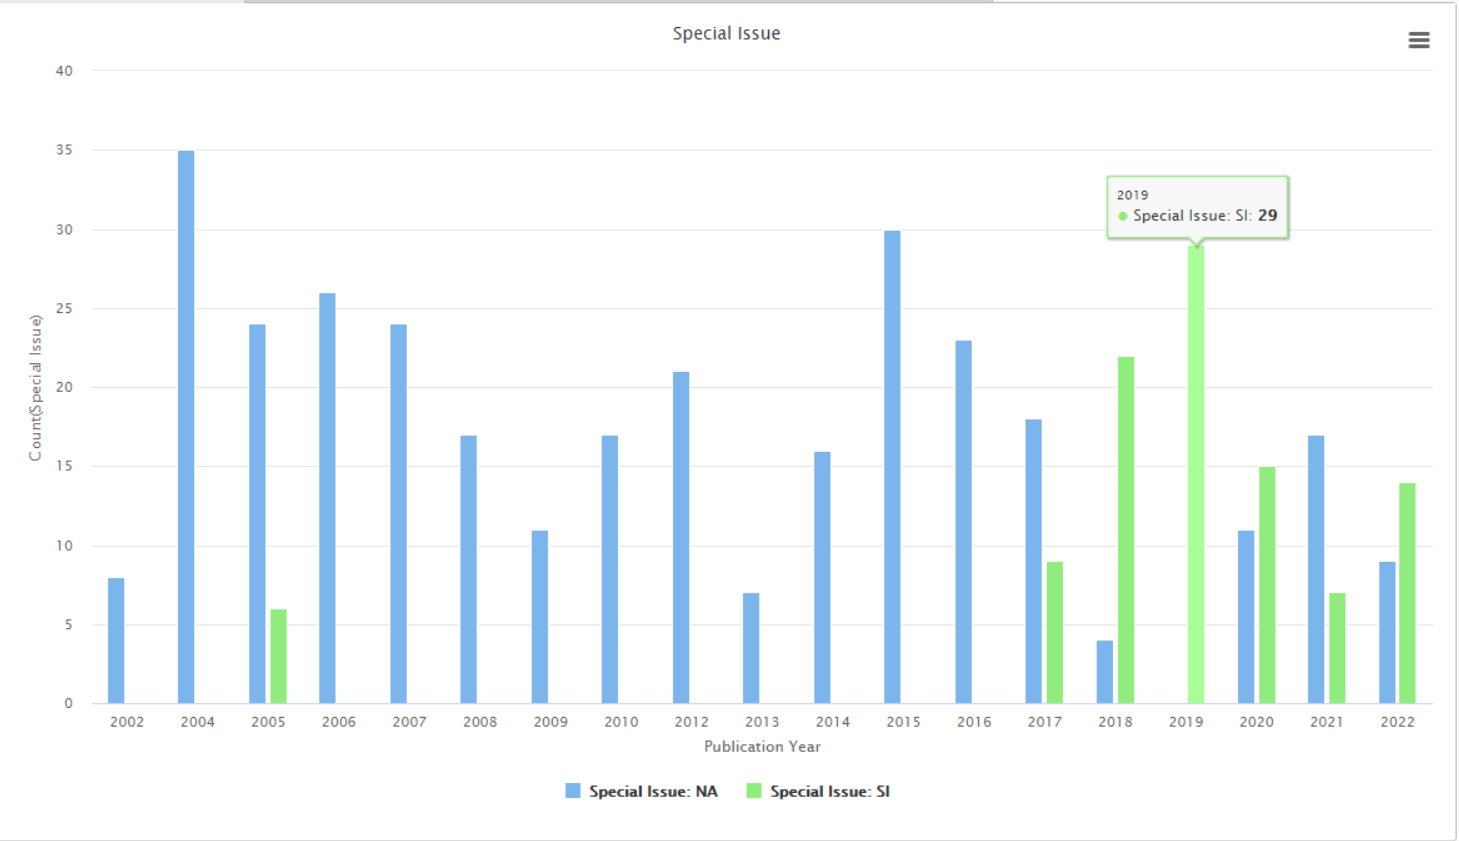 Special Issue
40
35
30
25
20
15
10
5
0
Count(Special Issue)
2019
Special Issue: SI: 29
2002 2004 2005 2006 2007 2008 2009 2010 2012 2013 2014 2015 2016 2017 2018 2019 2020 2021 2022
Publication Year
Special Issue: NA Special Issue: SI